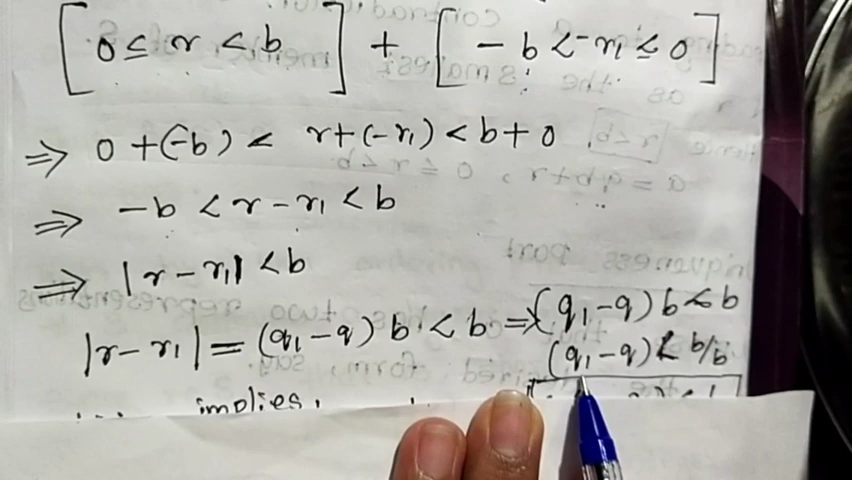 [0 ≤ r < b] + [-b < -r₁ ≤ 0]
⇒ 0 + (-b) < r + (-r₁) < b + 0
⇒ -b < r - r₁ < b
⇒ |r - r₁| < b
|r - r₁| = (q₁ - q) b < b ⇒ (q₁ - q) b < b
(q₁ - q) < b/b
implies,